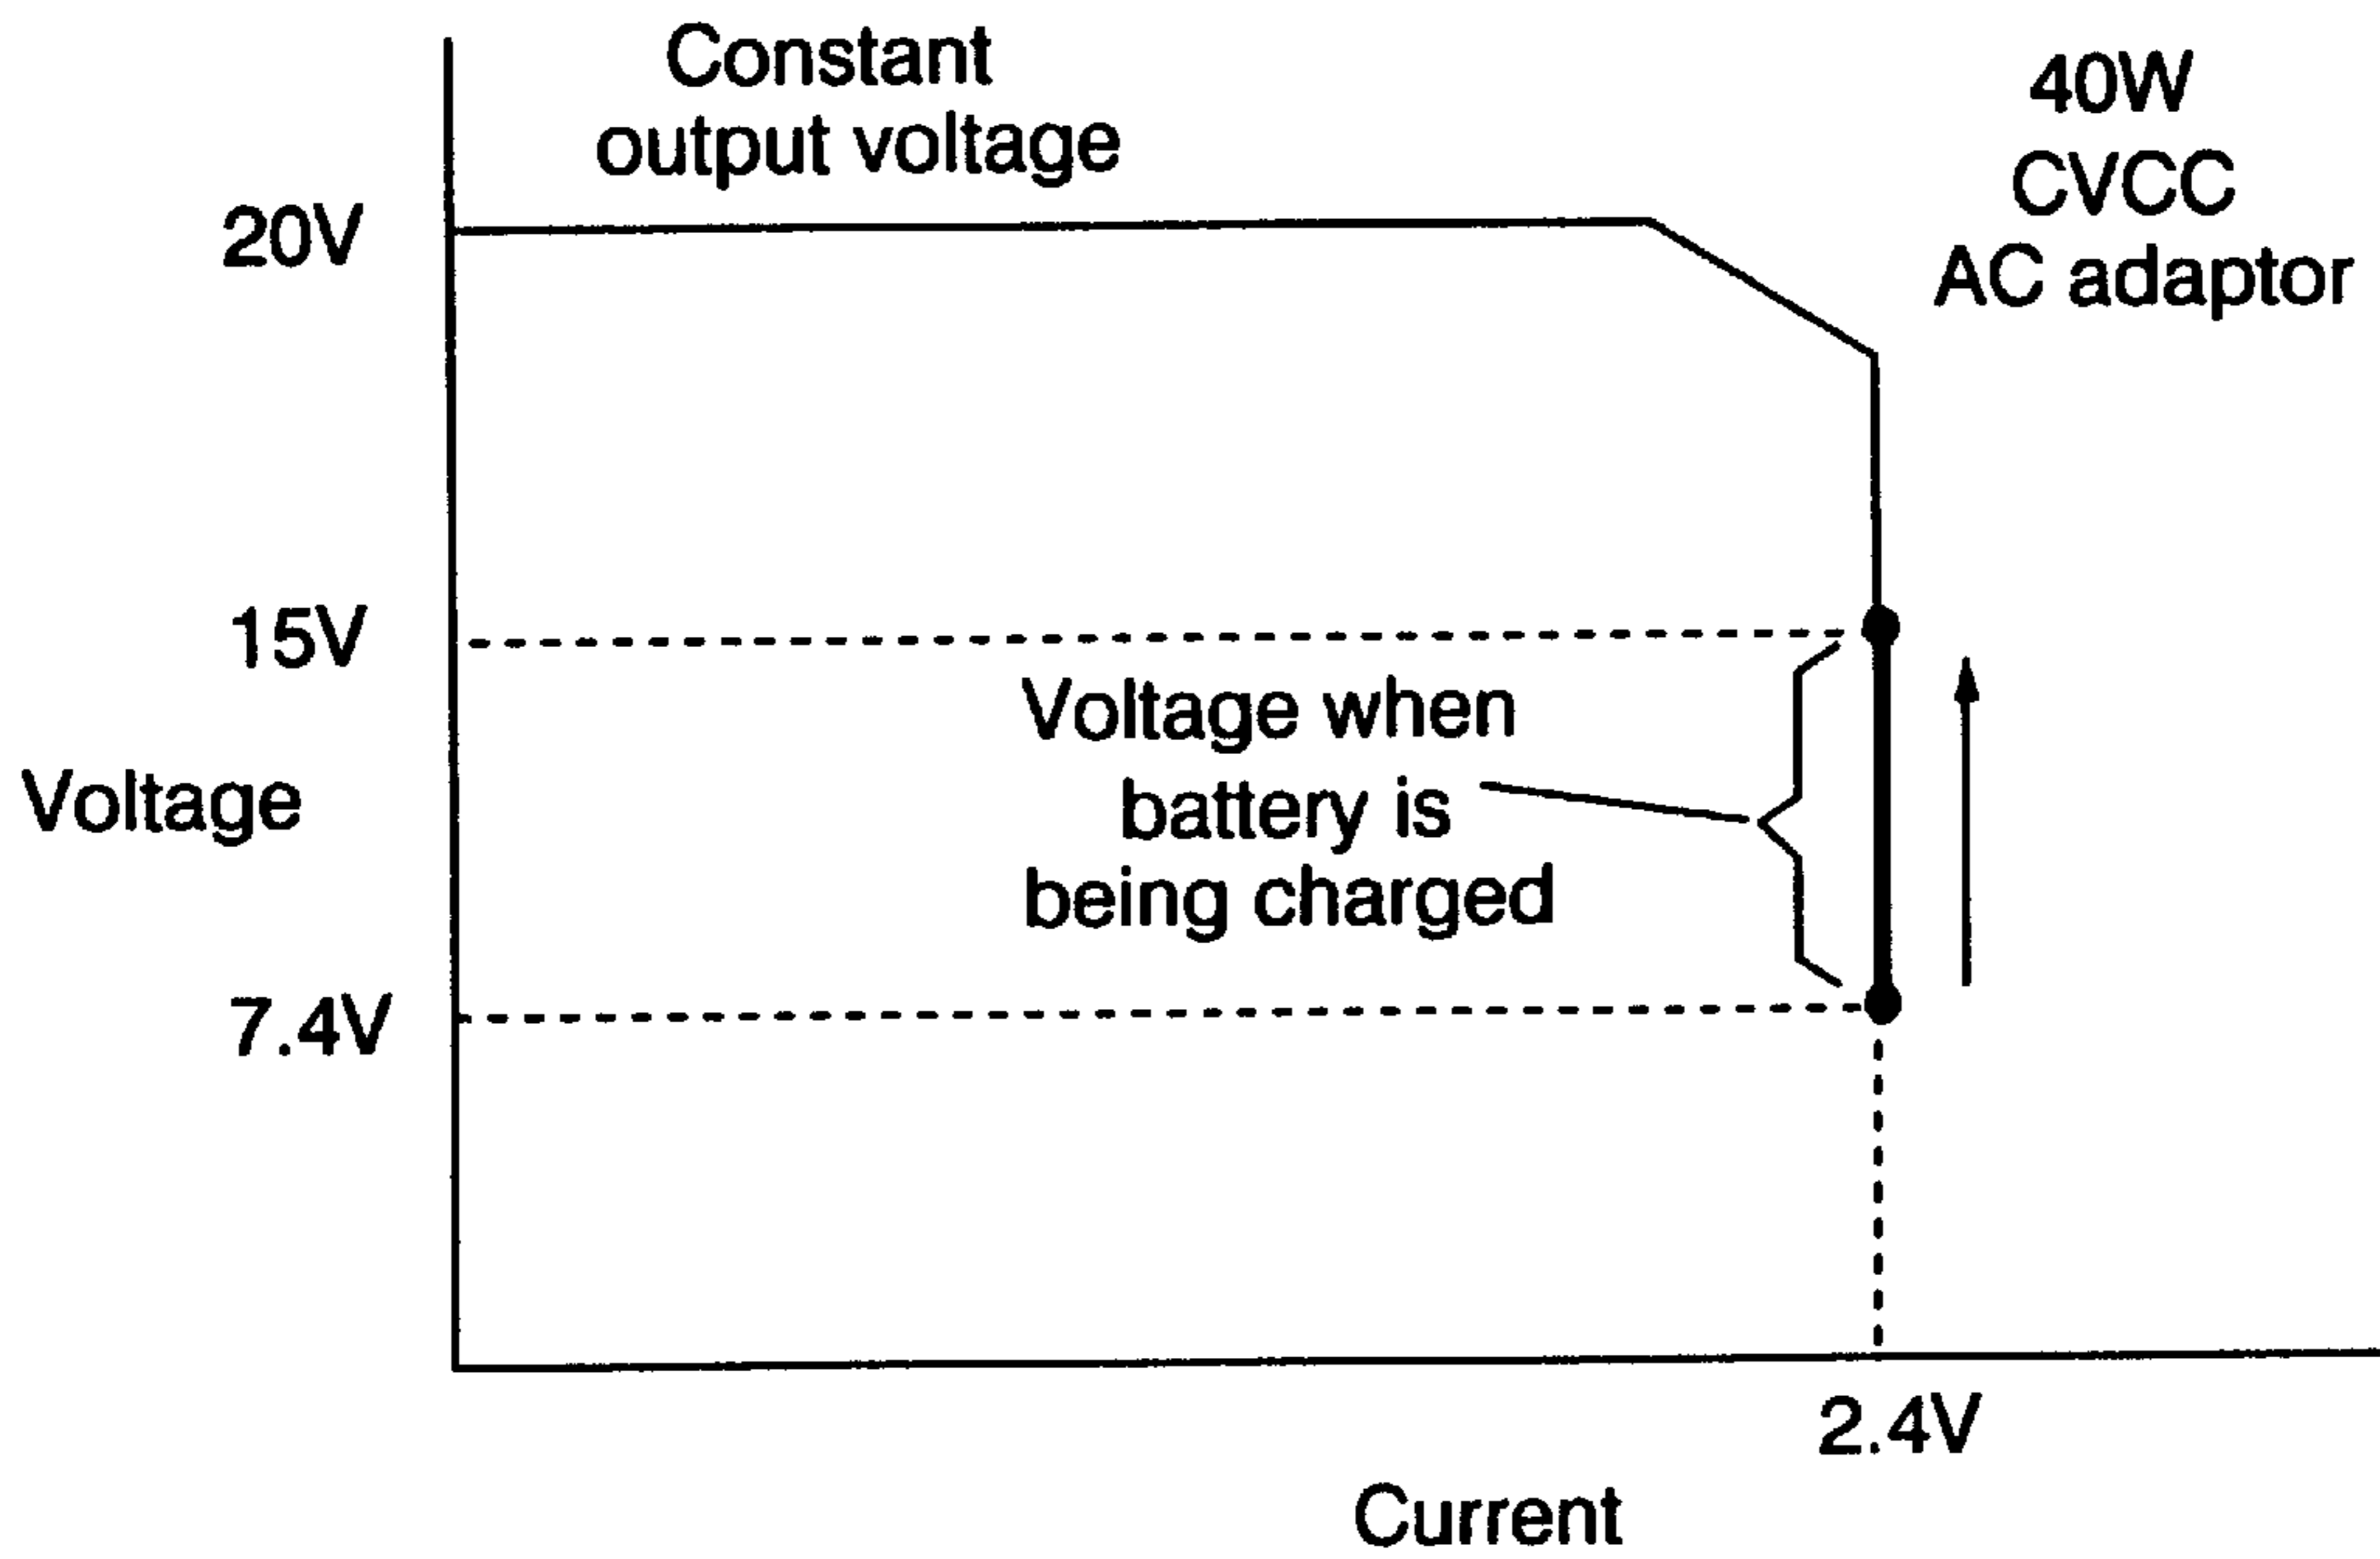 Constant
output voltage
40W
CVCC
AC adaptor
20V
15V
Voltage when
battery is
being charged
Voltage
7.4V
2.4V
Current